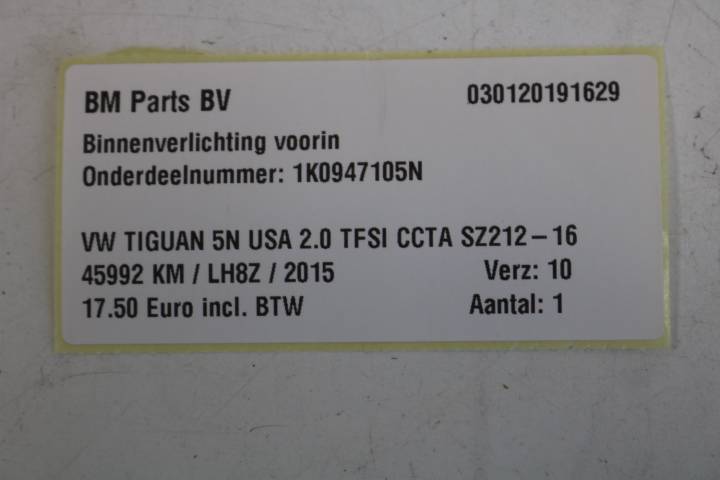 BM Parts BV 030120191629
Binnenverlichting voorin
Onderdeelnummer: 1K0947105N
VW TIGUAN 5N USA 2.0 TFSI CCTA SZ212-16
45992 KM / LH8Z / 2015 Verz: 10
17.50 Euro incl. BTW Aantal: 1